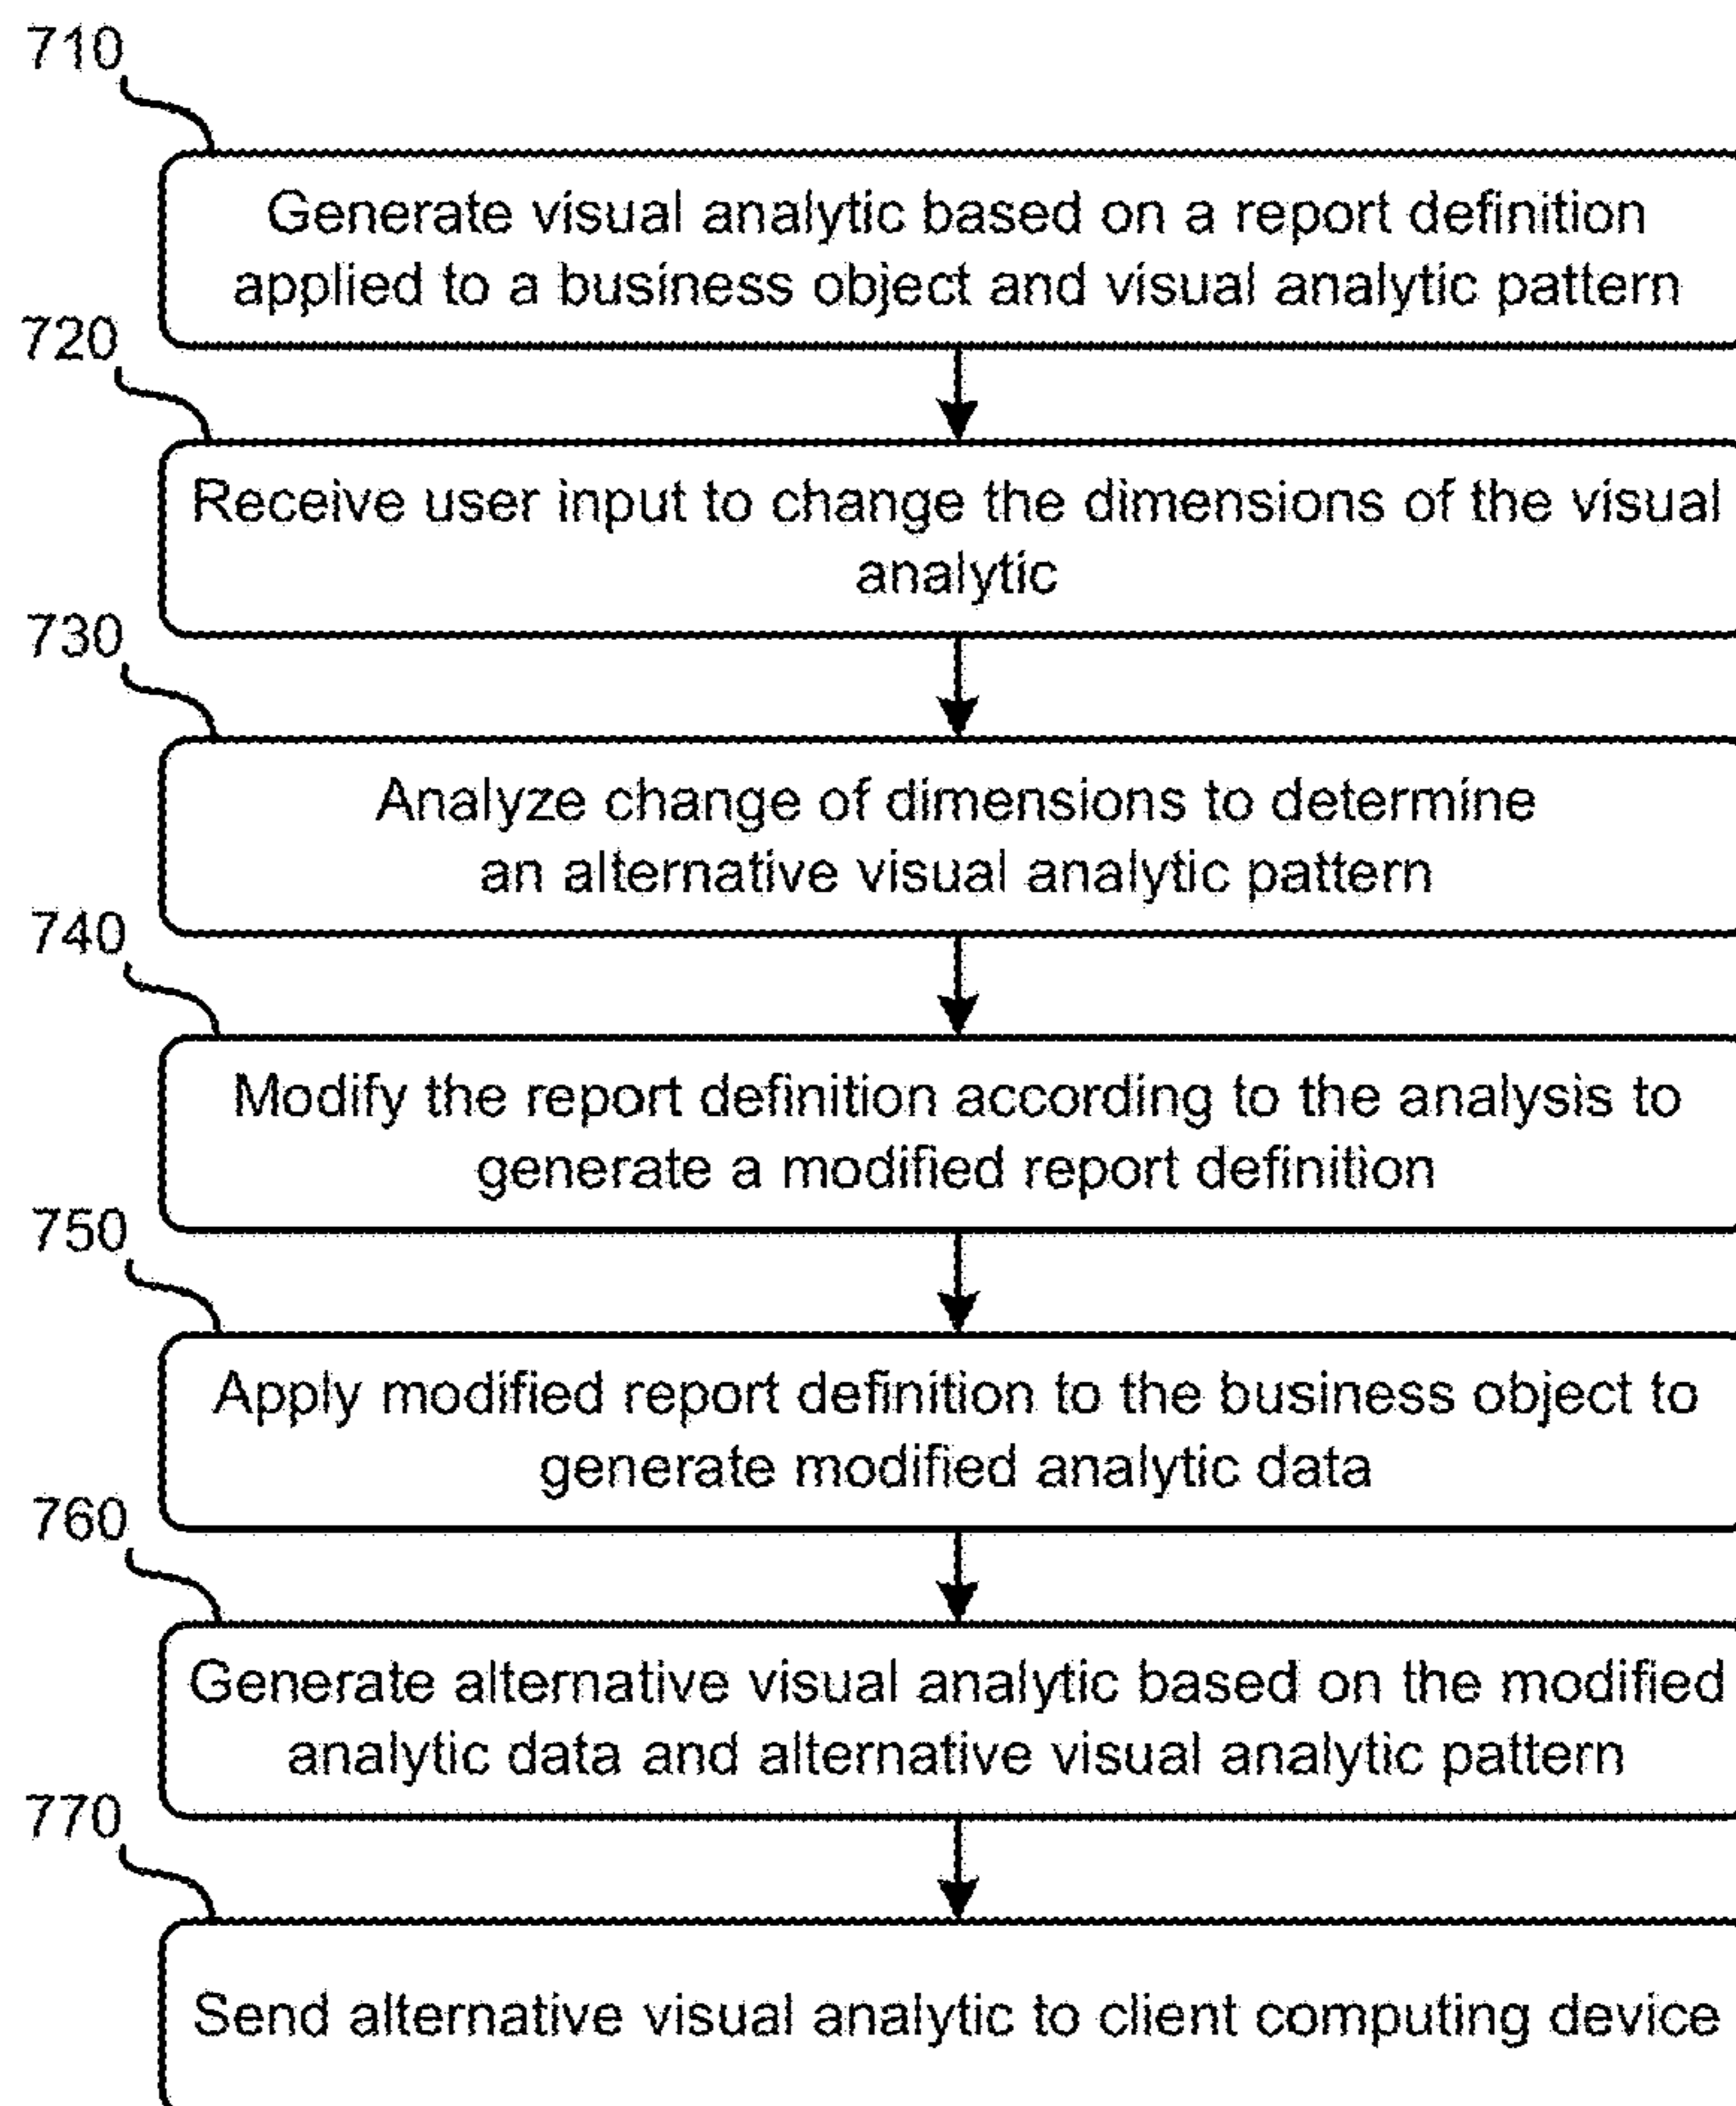 710
Generate visual analytic based on a report definition
applied to a business object and visual analytic pattern
720
Receive user input to change the dimensions of the visual
analytic
730
Analyze change of dimensions to determine
an alternative visual analytic pattern
740
Modify the report definition according to the analysis to
generate a modified report definition
750
Apply modified report definition to the business object to
generate modified analytic data
760
Generate alternative visual analytic based on the modified
analytic data and alternative visual analytic pattern
770
Send alternative visual analytic to client computing device